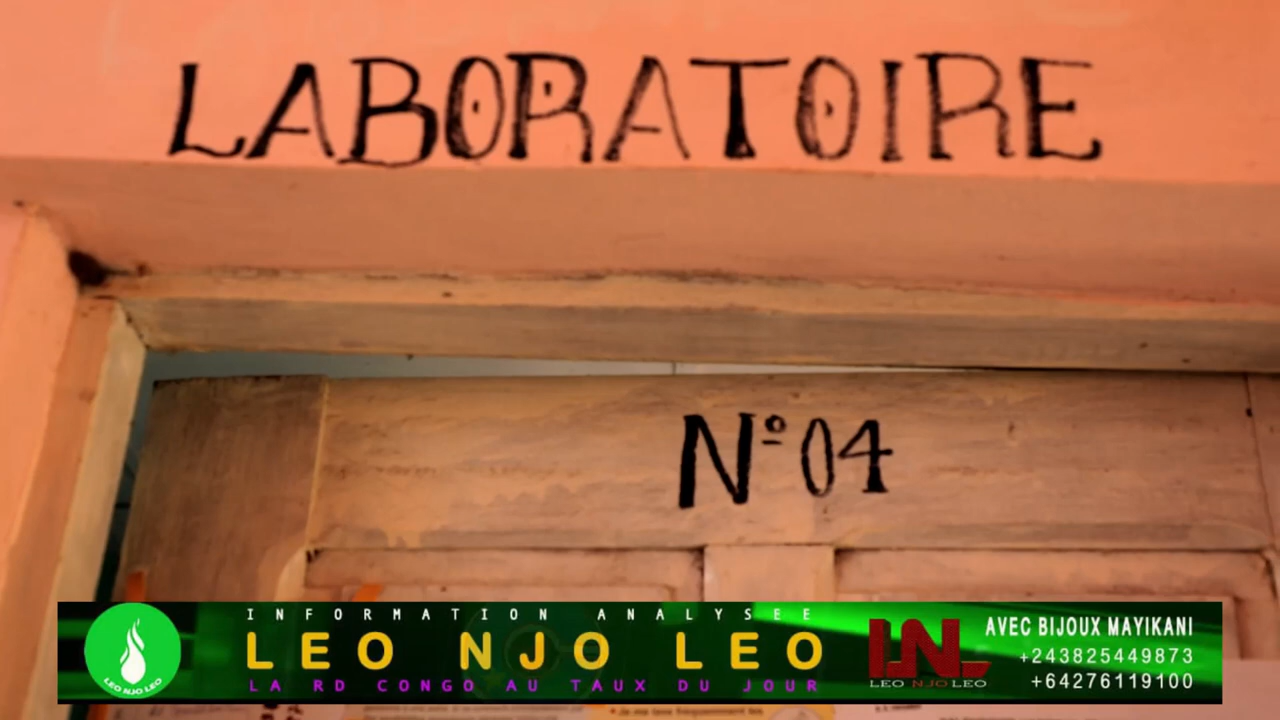 LABORATOIRE
Nº 04
INFORMATION ANALYSEE
LEO NJO LEO
LA RD CONGO AU TAUX DU JOUR
LEO NJO LEO
LNL
LEO NJO LEO
AVEC BIJOUX MAYIKANI
+243825449873
+64276119100